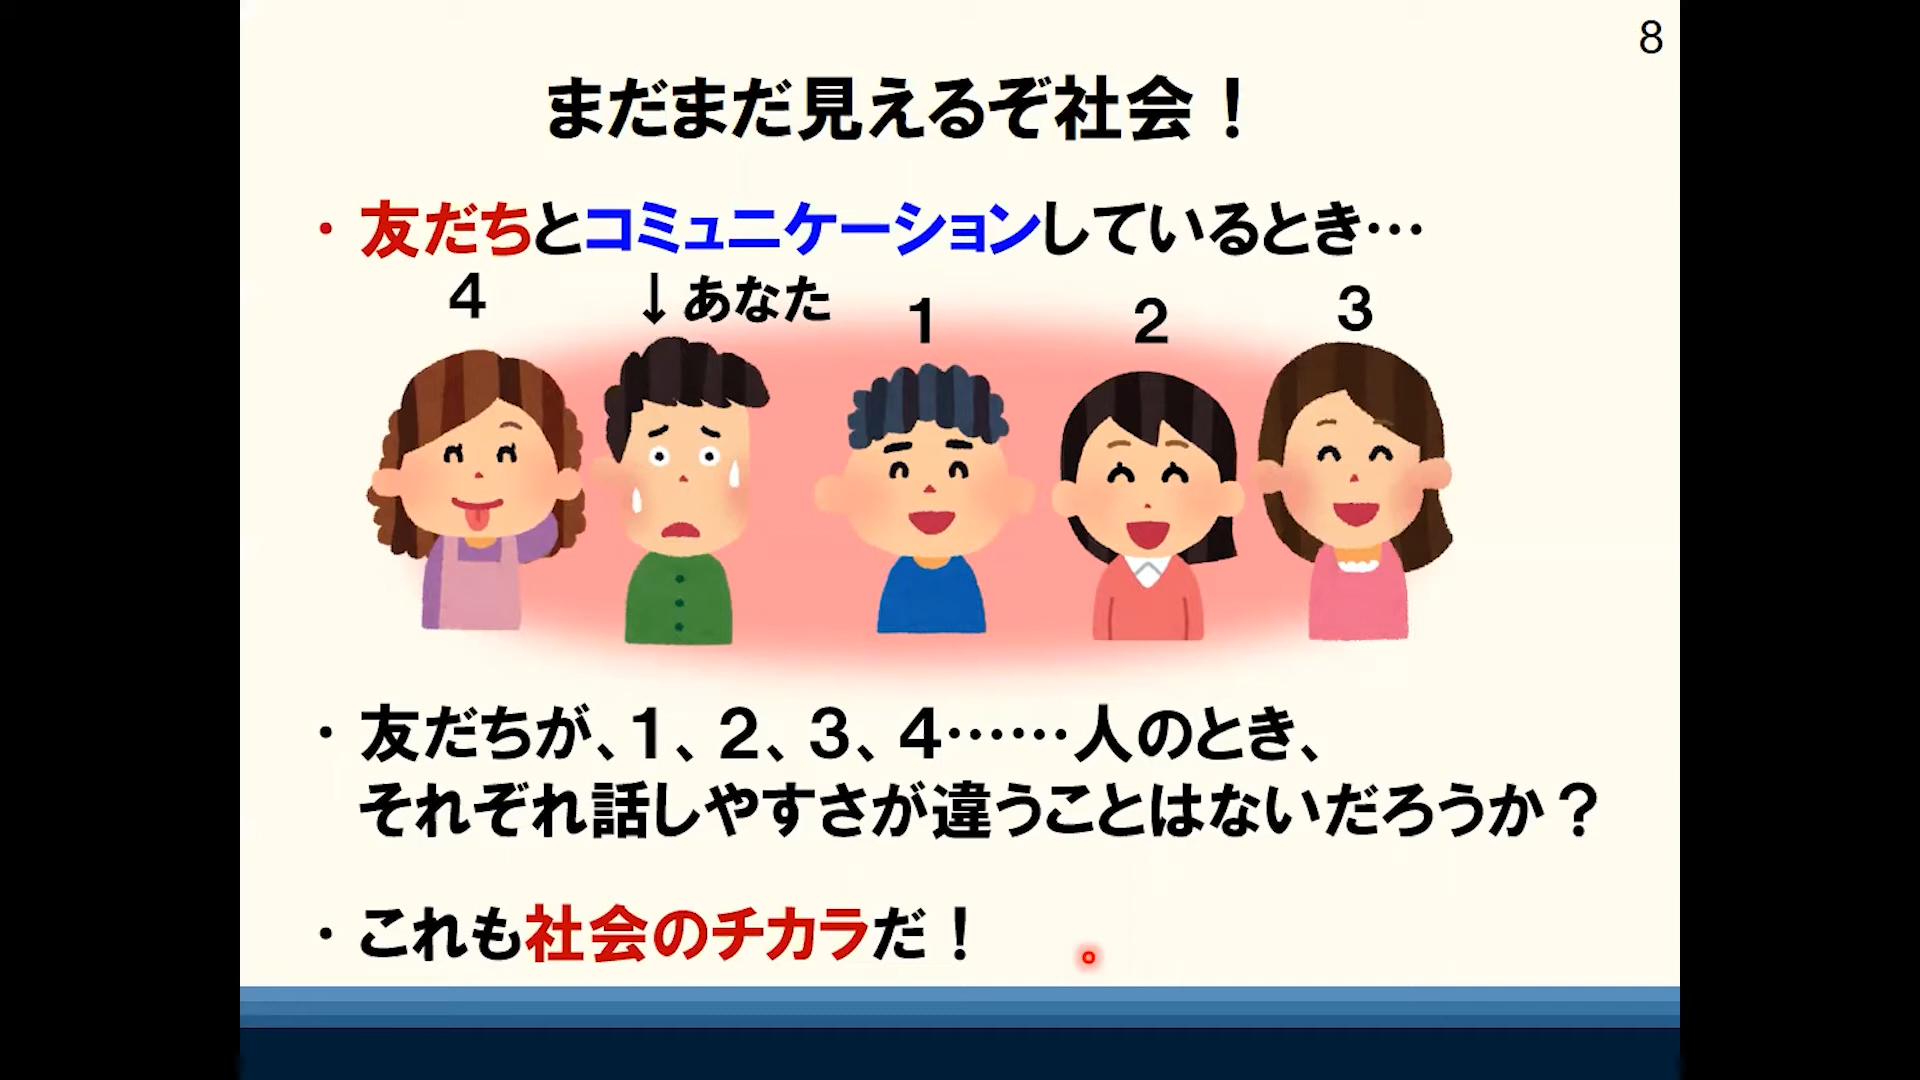 8
まだまだ見えるぞ社会！
・友だちとコミュニケーションしているとき…
4 ↓あなた 1 2 3
・友だちが、1、2、3、4……人のとき、
それぞれ話しやすさが違うことはないだろうか？
・これも社会のチカラだ！